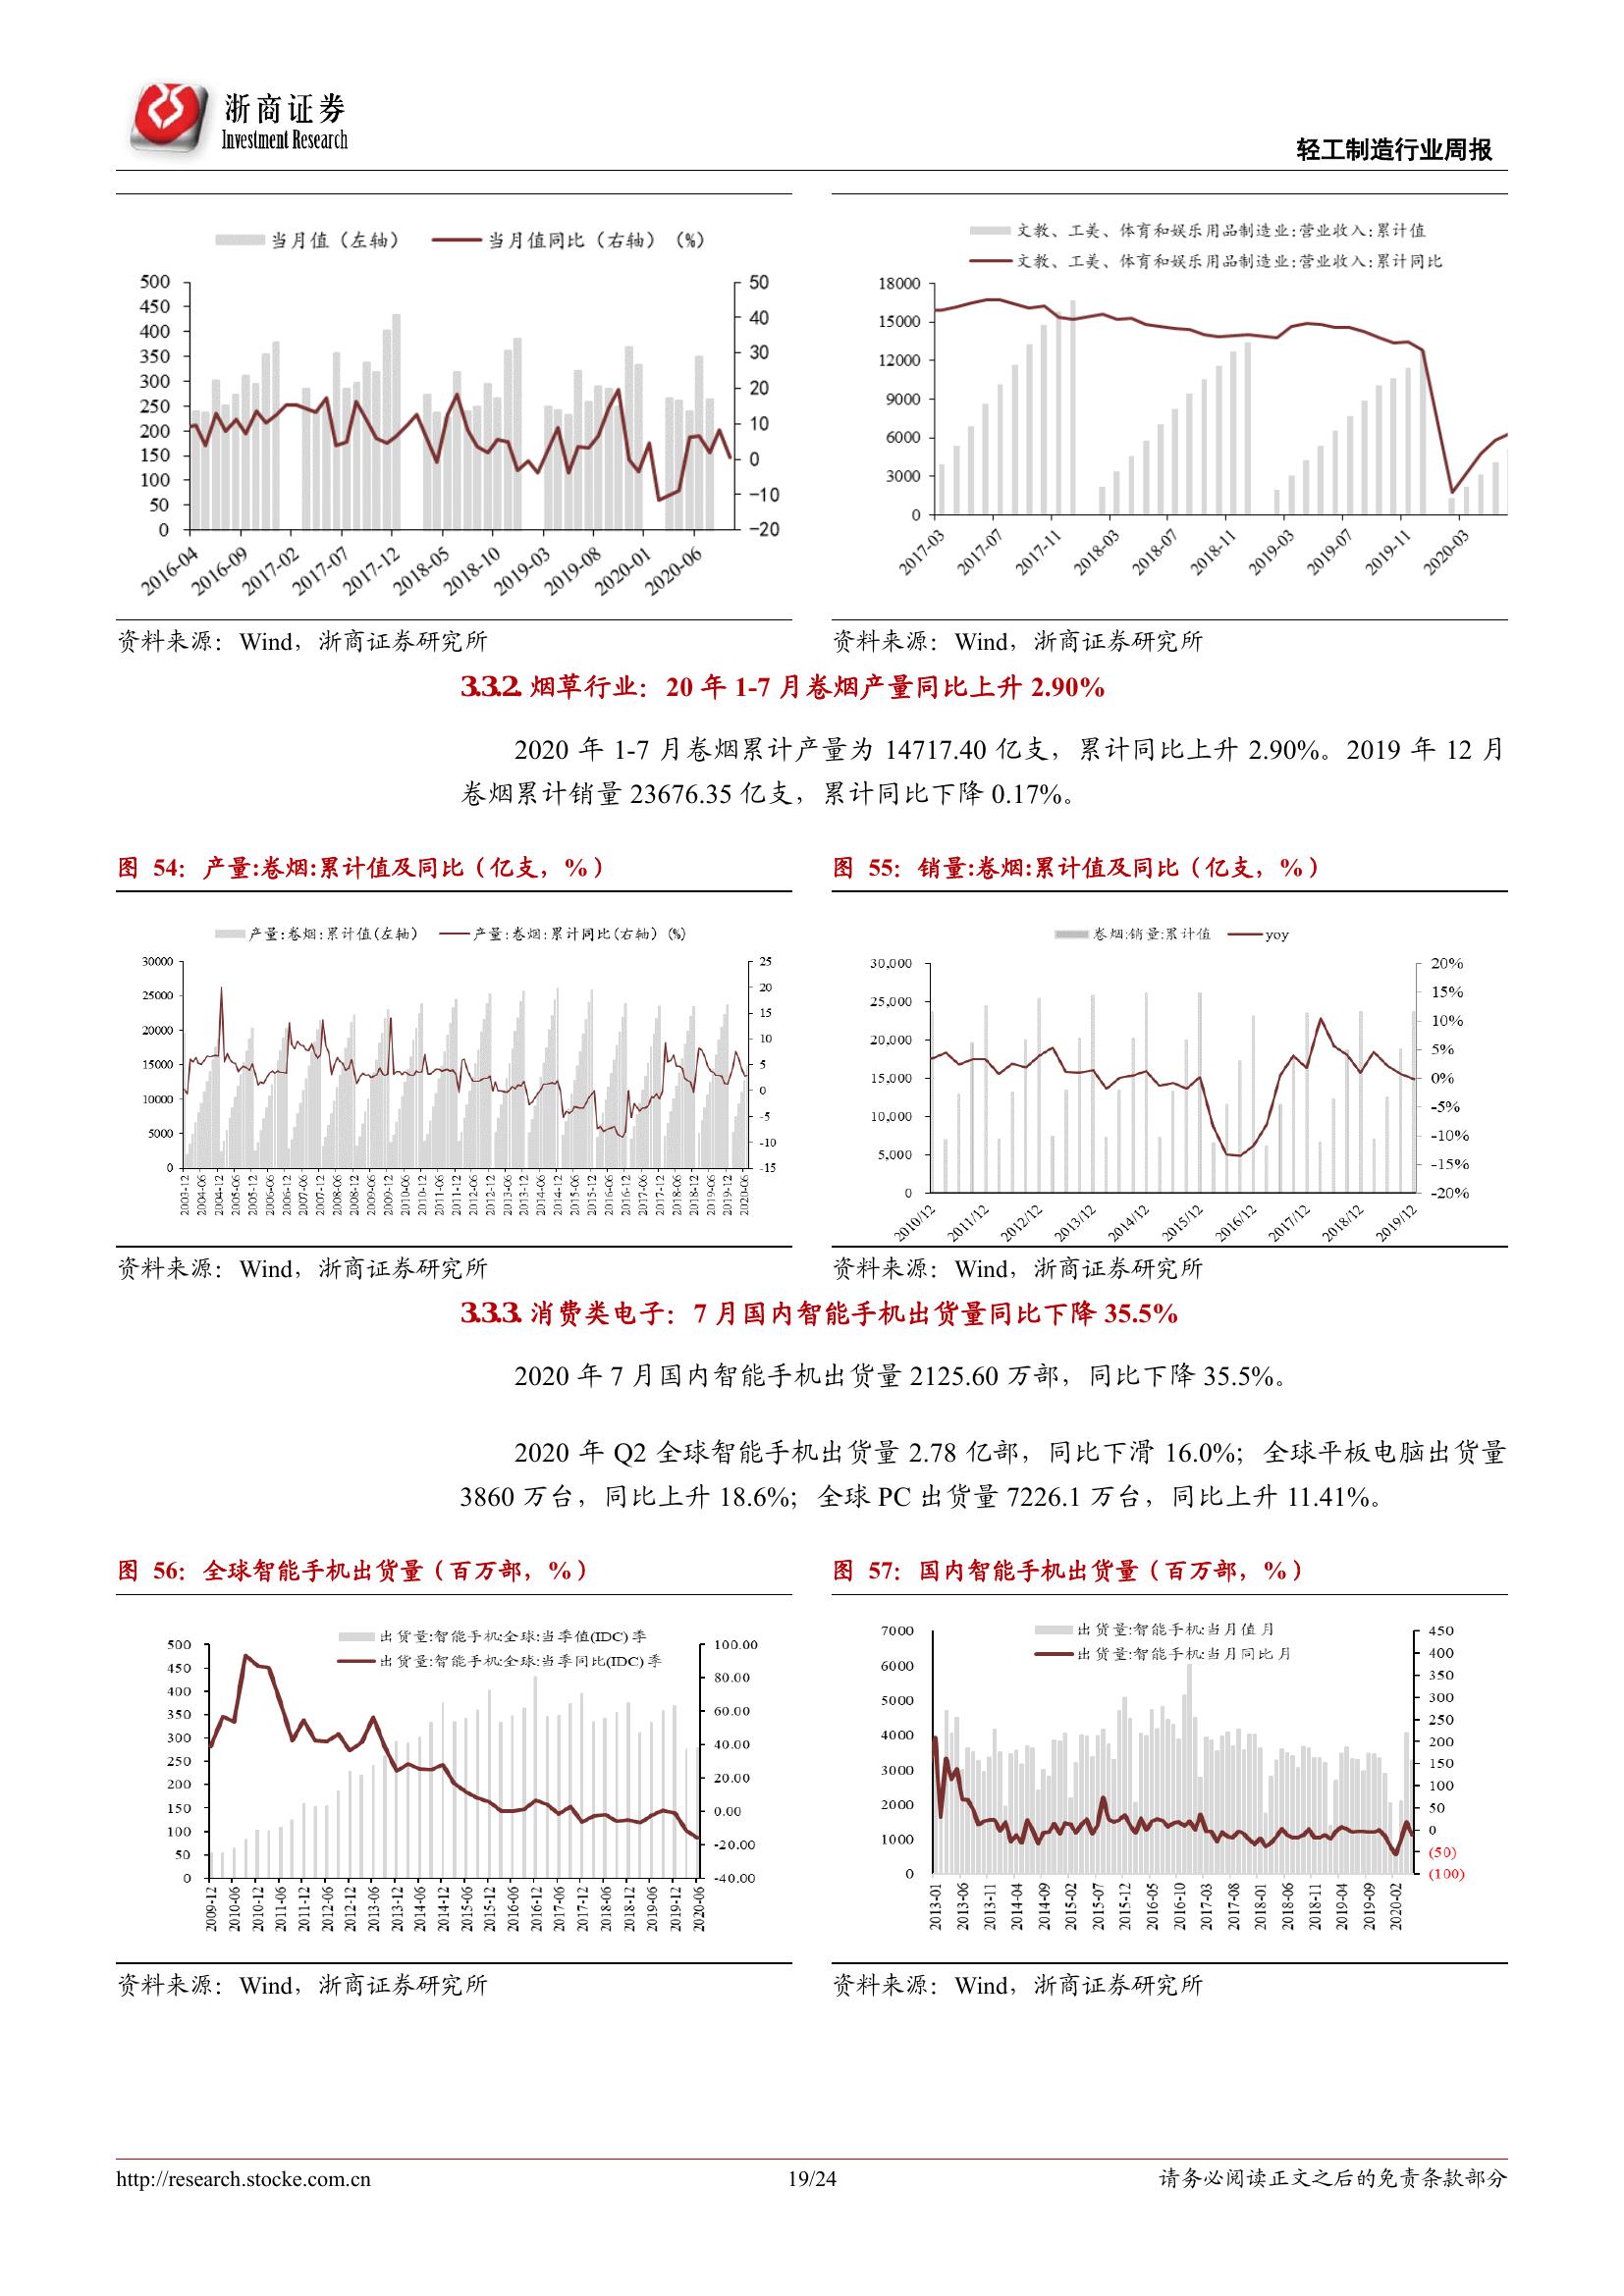 浙商证券
Investment Research
轻工制造行业周报
当月值（左轴） 当月值同比（右轴）(%)
500 450 400 350 300 250 200 150 100 50 0
50 40 30 20 10 0 -10 -20
2016-04 2016-09 2017-02 2017-07 2017-12 2018-05 2018-10 2019-03 2019-08 2020-01 2020-06
文教、工美、体育和娱乐用品制造业:营业收入:累计值
文教、工美、体育和娱乐用品制造业:营业收入:累计同比
18000 15000 12000 9000 6000 3000 0
2017-03 2017-07 2017-11 2018-03 2018-07 2018-11 2019-03 2019-07 2019-11 2020-03
资料来源：Wind，浙商证券研究所
资料来源：Wind，浙商证券研究所
3.3.2. 烟草行业：20 年 1-7 月卷烟产量同比上升 2.90%
2020 年 1-7 月卷烟累计产量为 14717.40 亿支，累计同比上升 2.90%。2019 年 12 月
卷烟累计销量 23676.35 亿支，累计同比下降 0.17%。
图 54：产量:卷烟:累计值及同比（亿支，%）
图 55：销量:卷烟:累计值及同比（亿支，%）
产量:卷烟:累计值(左轴) 产量:卷烟:累计同比(右轴) (%)
30000 25000 20000 15000 10000 5000 0
25 20 15 10 5 0 -5 -10 -15
2003-12 2004-06 2004-12 2005-06 2005-12 2006-06 2006-12 2007-06 2007-12 2008-06 2008-12 2009-06 2009-12 2010-06 2010-12 2011-06 2011-12 2012-06 2012-12 2013-06 2013-12 2014-06 2014-12 2015-06 2015-12 2016-06 2016-12 2017-06 2017-12 2018-06 2018-12 2019-06 2019-12 2020-06
卷烟:销量:累计值 yoy
30,000 25,000 20,000 15,000 10,000 5,000 0
20% 15% 10% 5% 0% -5% -10% -15% -20%
2010/12 2011/12 2012/12 2013/12 2014/12 2015/12 2016/12 2017/12 2018/12 2019/12
资料来源：Wind，浙商证券研究所
资料来源：Wind，浙商证券研究所
3.3.3. 消费类电子：7 月国内智能手机出货量同比下降 35.5%
2020 年 7 月国内智能手机出货量 2125.60 万部，同比下降 35.5%。
2020 年 Q2 全球智能手机出货量 2.78 亿部，同比下滑 16.0%；全球平板电脑出货量
3860 万台，同比上升 18.6%；全球 PC 出货量 7226.1 万台，同比上升 11.41%。
图 56：全球智能手机出货量（百万部，%）
图 57：国内智能手机出货量（百万部，%）
出货量:智能手机:全球:当季值(IDC) 季
出货量:智能手机:全球:当季同比(IDC) 季
500 450 400 350 300 250 200 150 100 50 0
100.00 80.00 60.00 40.00 20.00 0.00 -20.00 -40.00
2009-12 2010-06 2010-12 2011-06 2011-12 2012-06 2012-12 2013-06 2013-12 2014-06 2014-12 2015-06 2015-12 2016-06 2016-12 2017-06 2017-12 2018-06 2018-12 2019-06 2019-12 2020-06
出货量:智能手机:当月值 月
出货量:智能手机:当月同比 月
7000 6000 5000 4000 3000 2000 1000 0
450 400 350 300 250 200 150 100 50 0 (50) (100)
2013-01 2013-06 2013-11 2014-04 2014-09 2015-02 2015-07 2015-12 2016-05 2016-10 2017-03 2017-08 2018-01 2018-06 2018-11 2019-04 2019-09 2020-02
资料来源：Wind，浙商证券研究所
资料来源：Wind，浙商证券研究所
http://research.stocke.com.cn
19/24
请务必阅读正文之后的免责条款部分